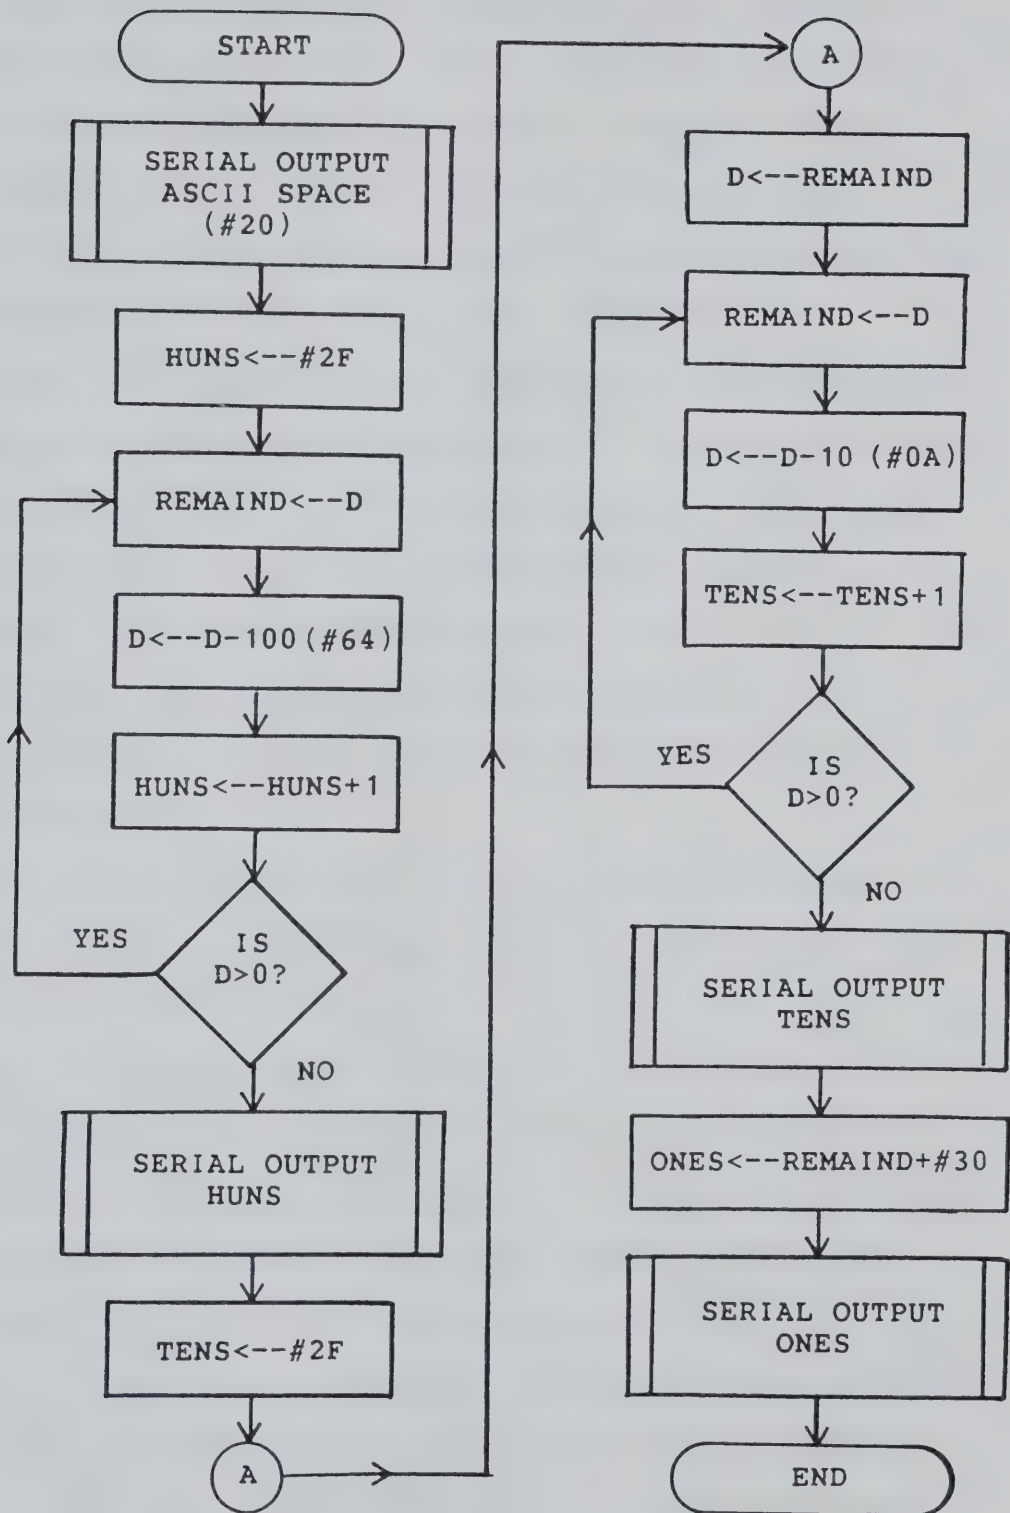 START
SERIAL OUTPUT
ASCII SPACE
(#20)
HUNS<--#2F
REMAIND<--D
D<--D-100(#64)
HUNS<--HUNS+1
YES
IS
D>0?
NO
SERIAL OUTPUT
HUNS
TENS<--#2F
A
A
D<--REMAIND
REMAIND<--D
D<--D-10 (#0A)
TENS<--TENS+1
YES
IS
D>0?
NO
SERIAL OUTPUT
TENS
ONES<--REMAIND+#30
SERIAL OUTPUT
ONES
END